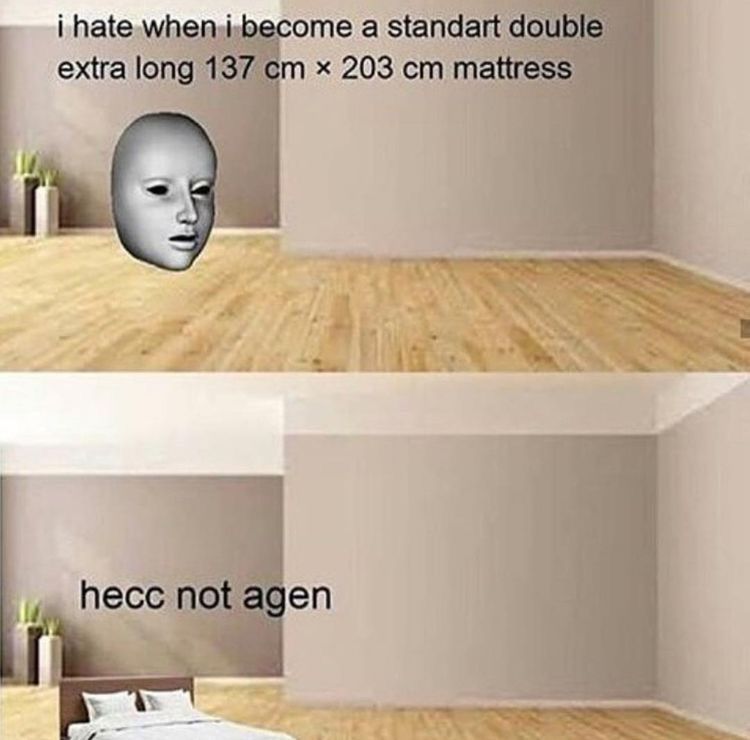 i hate when i become a standart double
extra long 137 cm × 203 cm mattress
hecc not agen